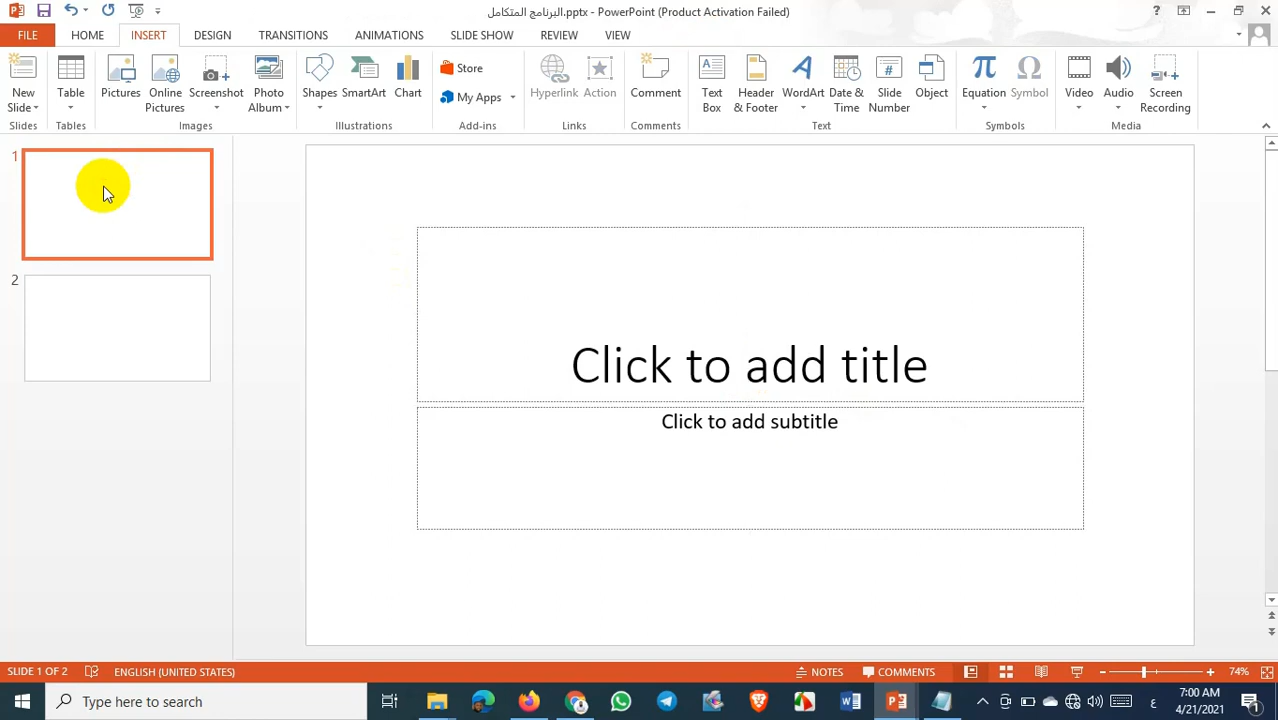 البرنامج المتكامل.pptx - PowerPoint (Product Activation Failed)
?
FILE HOME INSERT DESIGN TRANSITIONS ANIMATIONS SLIDE SHOW REVIEW VIEW
New Slide
Table
Pictures
Online Pictures
Screenshot
Photo Album
Shapes
SmartArt
Chart
Store
My Apps
Hyperlink
Action
Comment
Text Box
Header & Footer
WordArt
Date & Time
Slide Number
Object
Equation
Symbol
Video
Audio
Screen Recording
Slides Tables Images Illustrations Add-ins Links Comments Text Symbols Media
1
2
Click to add title
Click to add subtitle
SLIDE 1 OF 2 ENGLISH (UNITED STATES) NOTES COMMENTS 74%
Type here to search
ع
7:00 AM
4/21/2021
1